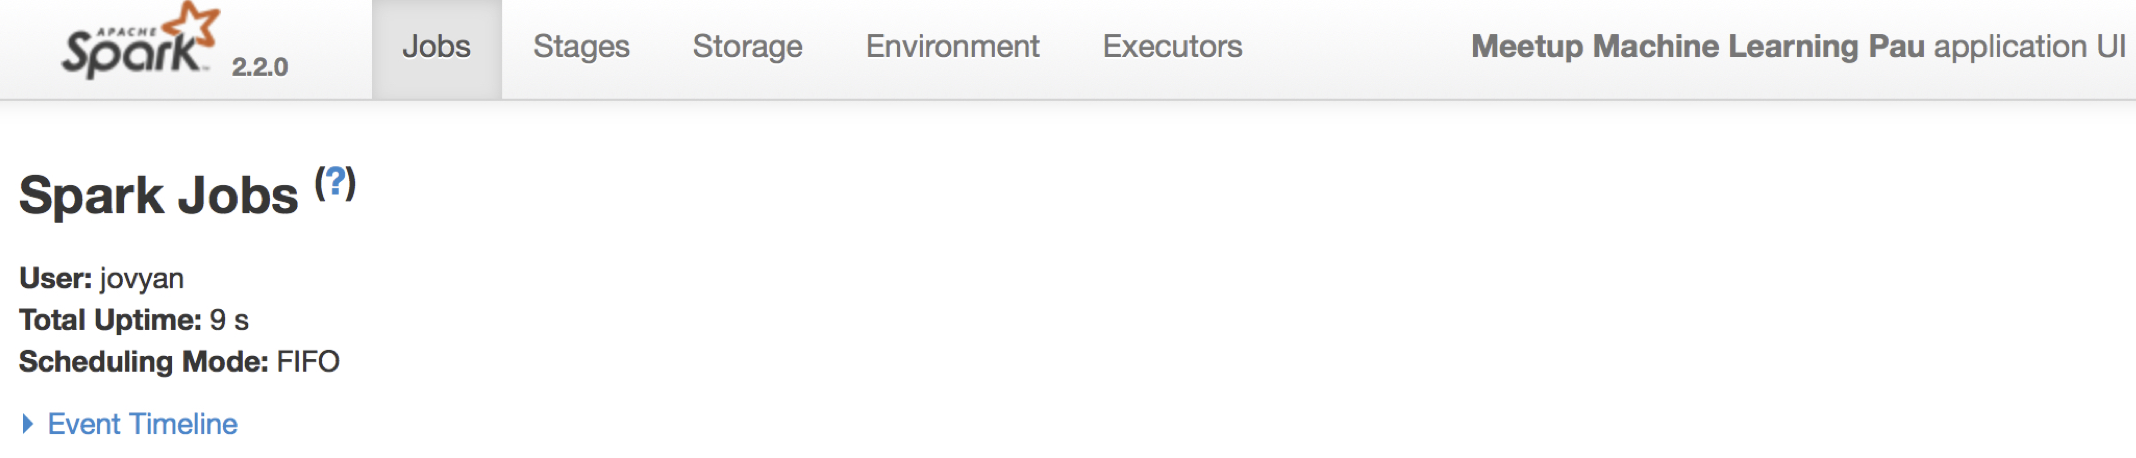 APACHE
Spark 2.2.0 Jobs Stages Storage Environment Executors Meetup Machine Learning Pau application UI
Spark Jobs (?)
User: jovyan
Total Uptime: 9 s
Scheduling Mode: FIFO
Event Timeline